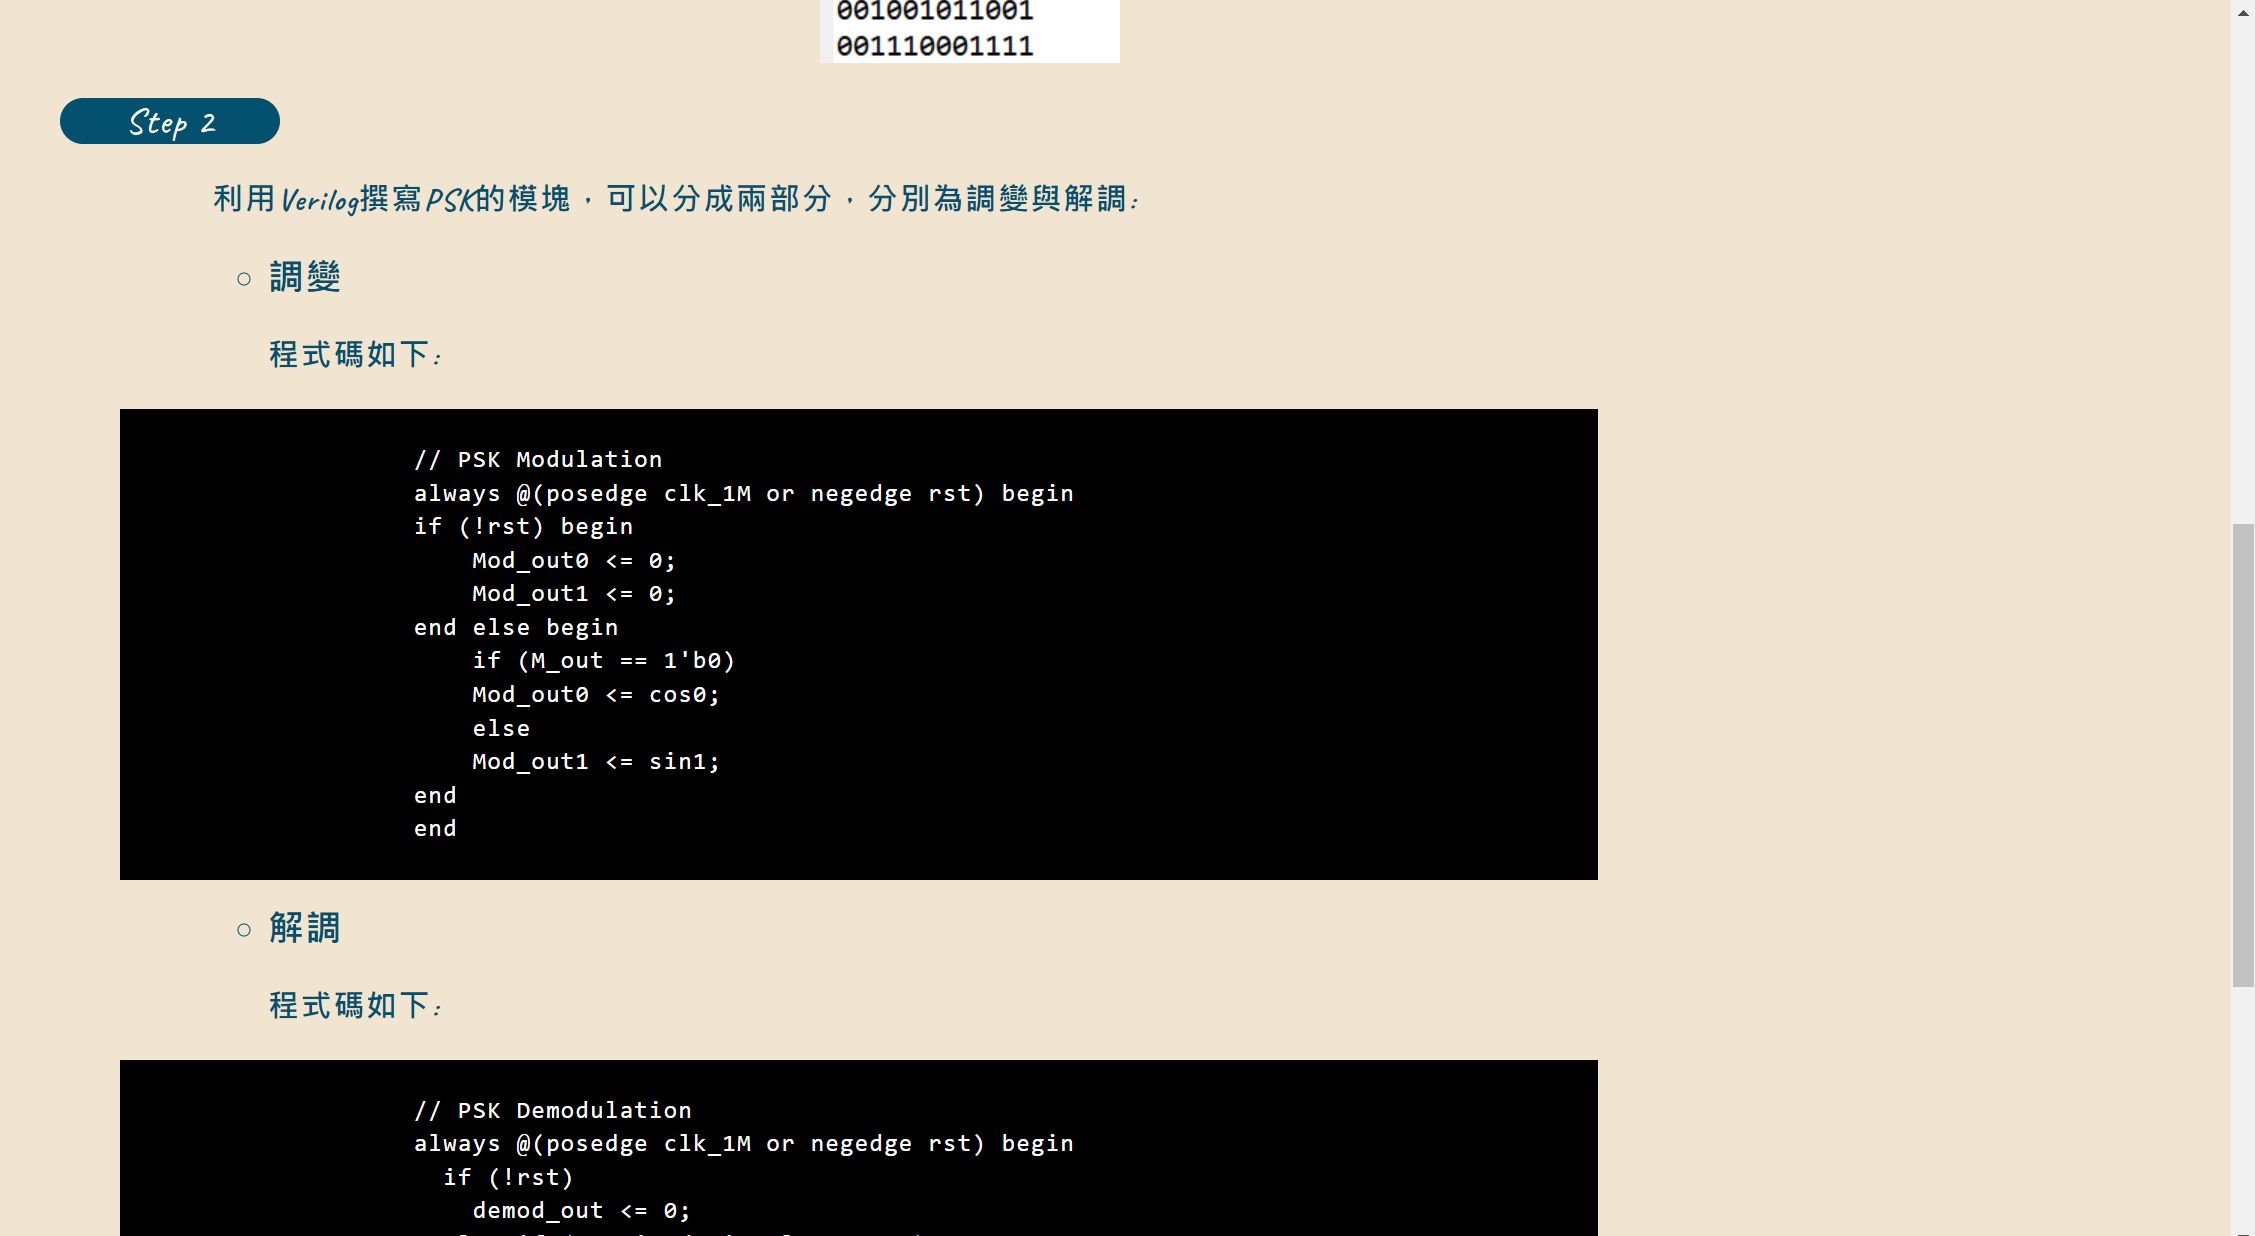 001001011001
001110001111
Step 2
利用Verilog撰寫PSK的模塊，可以分成兩部分，分別為調變與解調:
調變
程式碼如下:
// PSK Modulation
always @(posedge clk_1M or negedge rst) begin
if (!rst) begin
Mod_out0 <= 0;
Mod_out1 <= 0;
end else begin
if (M_out == 1'b0)
Mod_out0 <= cos0;
else
Mod_out1 <= sin1;
end
end
解調
程式碼如下:
// PSK Demodulation
always @(posedge clk_1M or negedge rst) begin
if (!rst)
demod_out <= 0;